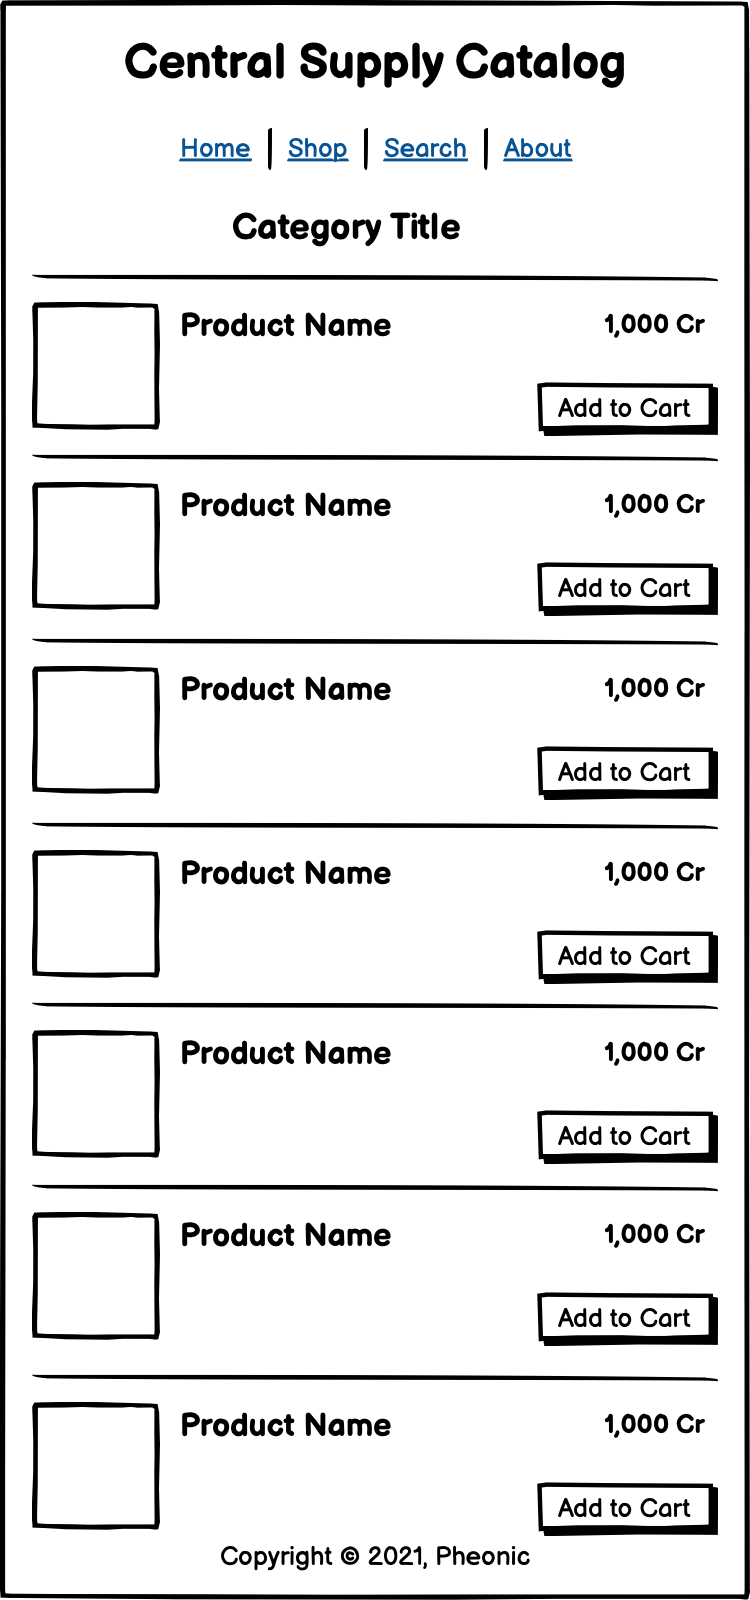 Central Supply Catalog
Home | Shop | Search | About
Category Title
Product Name 1,000 Cr
Add to Cart
Product Name 1,000 Cr
Add to Cart
Product Name 1,000 Cr
Add to Cart
Product Name 1,000 Cr
Add to Cart
Product Name 1,000 Cr
Add to Cart
Product Name 1,000 Cr
Add to Cart
Product Name 1,000 Cr
Add to Cart
Copyright © 2021, Pheonic